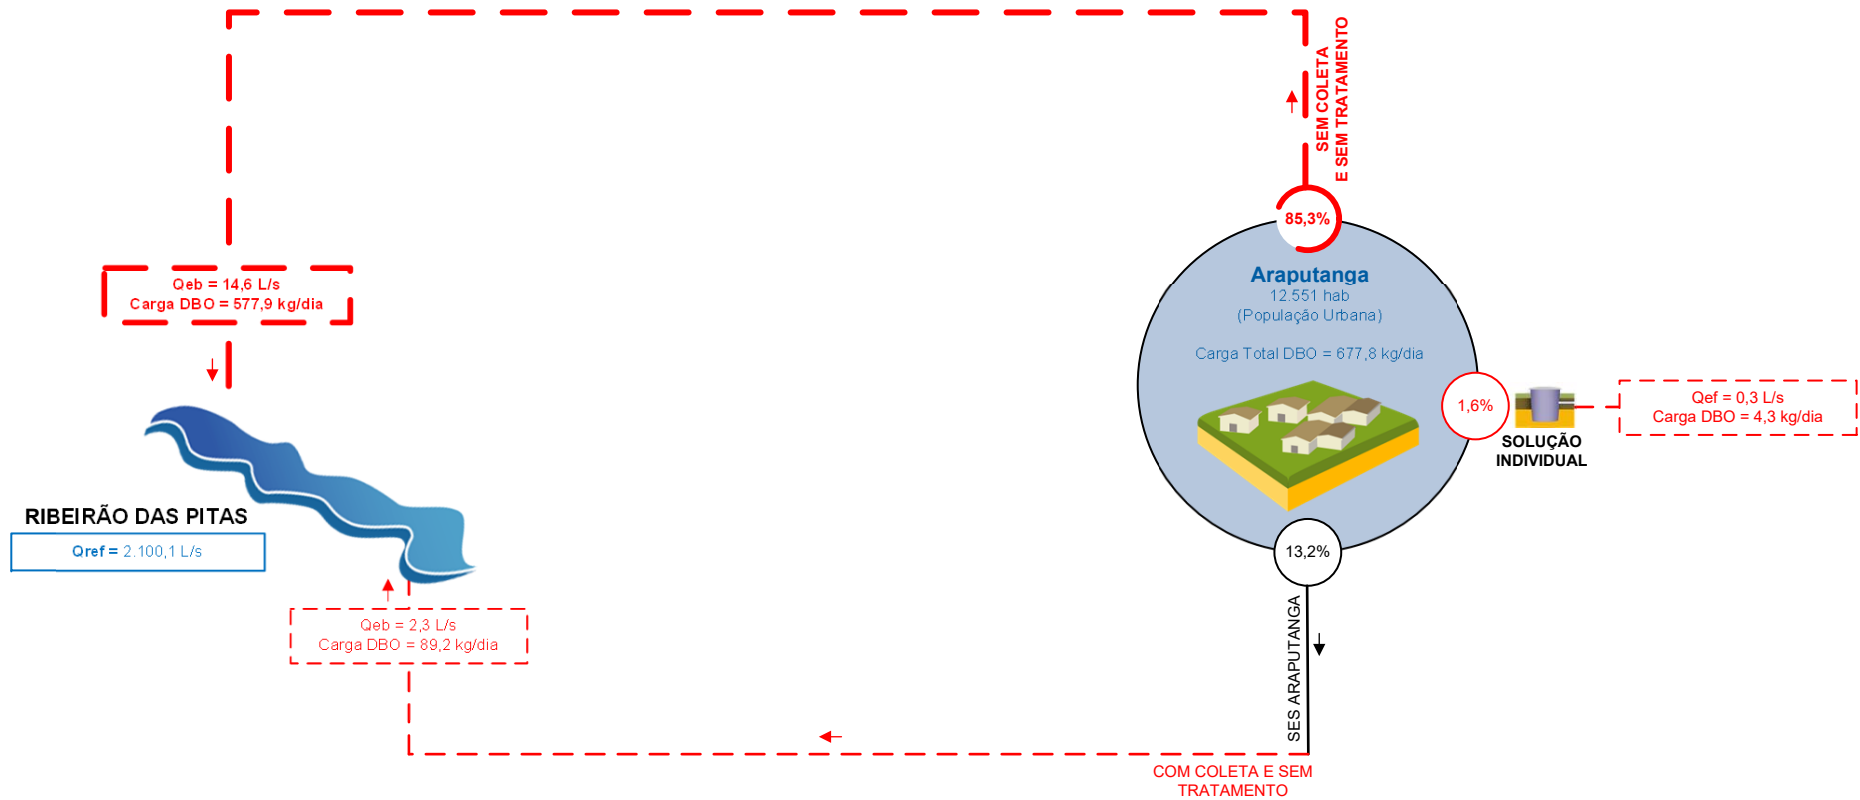 SEM COLETA
E SEM TRATAMENTO
85,3%
Qeb = 14,6 L/s
Carga DBO = 577,9 kg/dia
Araputanga
12.551 hab
(População Urbana)
Carga Total DBO = 677,8 kg/dia
1,6%
SOLUÇÃO
INDIVIDUAL
Qef = 0,3 L/s
Carga DBO = 4,3 kg/dia
RIBEIRÃO DAS PITAS
Qref = 2.100,1 L/s
13,2%
SES ARAPUTANGA
Qeb = 2,3 L/s
Carga DBO = 89,2 kg/dia
COM COLETA E SEM
TRATAMENTO